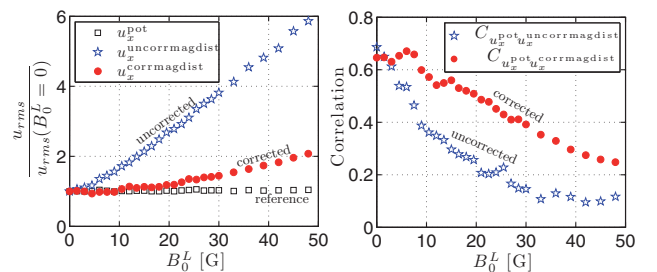 u_rms / u_rms(B_0^L = 0)
6
4
2
1
0
u_x^pot
u_x^uncorrmagdist
u_x^corrmagdist
uncorrected
corrected
reference
0 10 20 30 40 50
B_0^L [G]
Correlation
0.8
0.6
0.4
0.2
0
C_{u_x^pot u_x^uncorrmagdist}
C_{u_x^pot u_x^corrmagdist}
corrected
uncorrected
0 10 20 30 40 50
B_0^L [G]